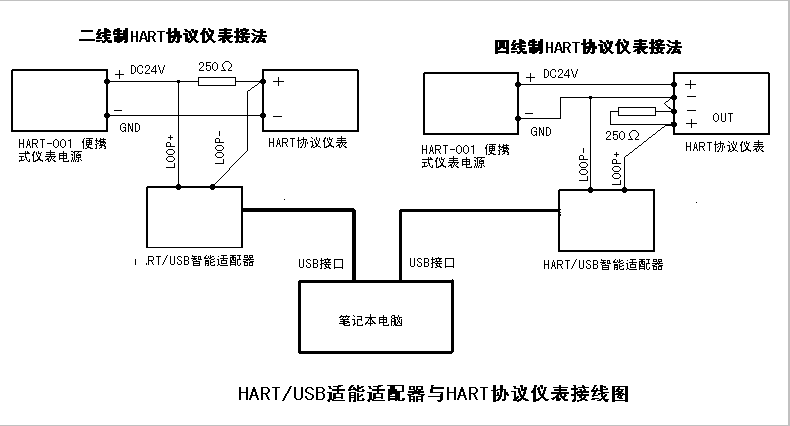 二线制HART协议仪表接法
四线制HART协议仪表接法
+ DC24V
250Ω
+
−
GND
−
HART-001 便携
式仪表电源
LOOP+
LOOP-
HART协议仪表
RT/USB智能适配器
+ DC24V
+
−
−
GND
−
OUT
250Ω
+
HART-001 便携
式仪表电源
LOOP-
LOOP+
HART协议仪表
HART/USB智能适配器
USB接口
USB接口
笔记本电脑
HART/USB适能适配器与HART协议仪表接线图